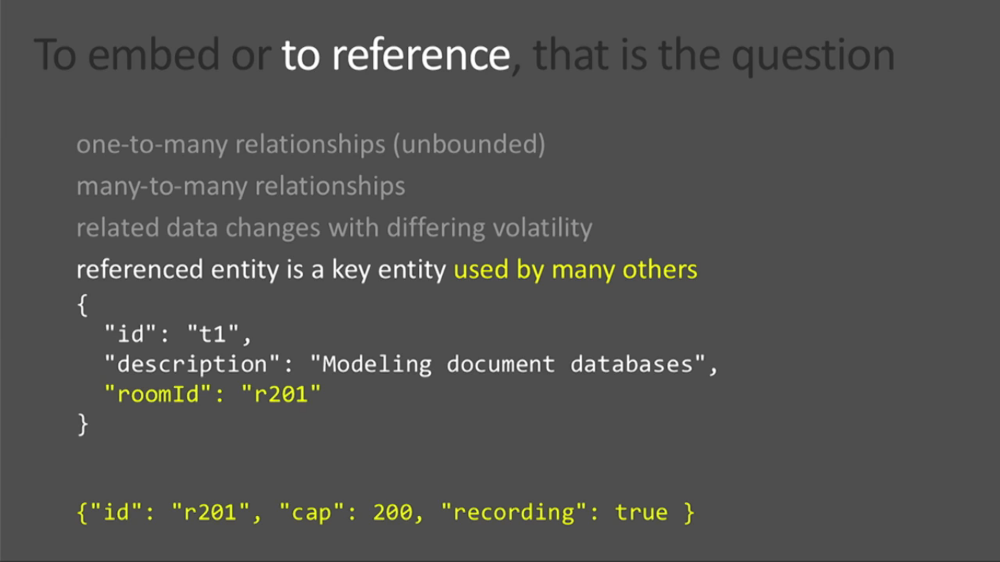 To embed or to reference, that is the question
one-to-many relationships (unbounded)
many-to-many relationships
related data changes with differing volatility
referenced entity is a key entity used by many others
{
"id": "t1",
"description": "Modeling document databases",
"roomId": "r201"
}
{"id": "r201", "cap": 200, "recording": true }